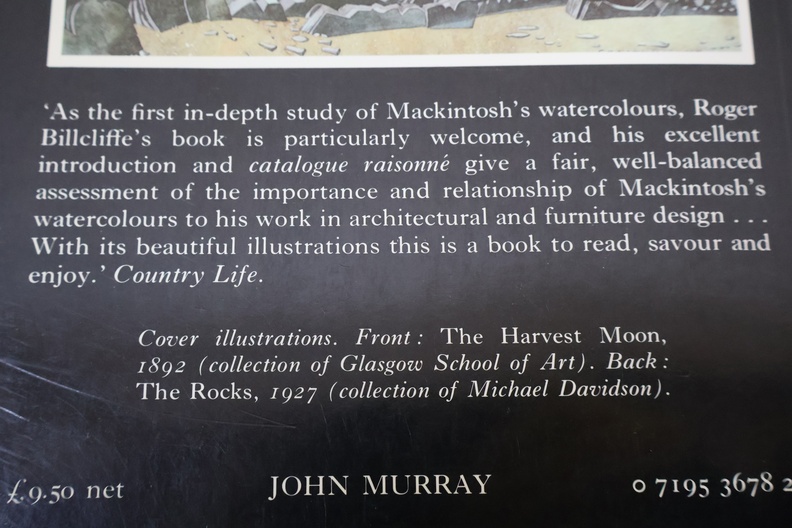 ‘As the first in-depth study of Mackintosh’s watercolours, Roger
Billcliffe’s book is particularly welcome, and his excellent
introduction and catalogue raisonné give a fair, well-balanced
assessment of the importance and relationship of Mackintosh’s
watercolours to his work in architectural and furniture design . . .
With its beautiful illustrations this is a book to read, savour and
enjoy.’ Country Life.
Cover illustrations. Front : The Harvest Moon,
1892 (collection of Glasgow School of Art). Back :
The Rocks, 1927 (collection of Michael Davidson).
£9.50 net
JOHN MURRAY
0 7195 3678 2